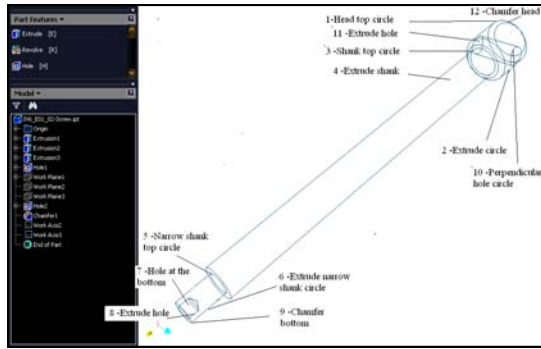 Part Features
Extrude [E]
Revolve [R]
Hole [H]
Model
IH6_E01_02-Screw.ipt
Origin
Extrusion1
Extrusion2
Extrusion3
Hole1
Work Plane1
Work Plane2
Work Plane3
Hole2
Chamfer1
Work Axis2
Work Axis3
End of Part
12 -Chamfer head
1-Head top circle
11 -Extrude hole
3 -Shank top circle
4 -Extrude shank
2 -Extrude circle
10 -Perpendicular
hole circle
5 -Narrow shank
top circle
7 -Hole at the
bottom
6 -Extrude narrow
shank circle
8 -Extrude hole
9 -Chamfer
bottom